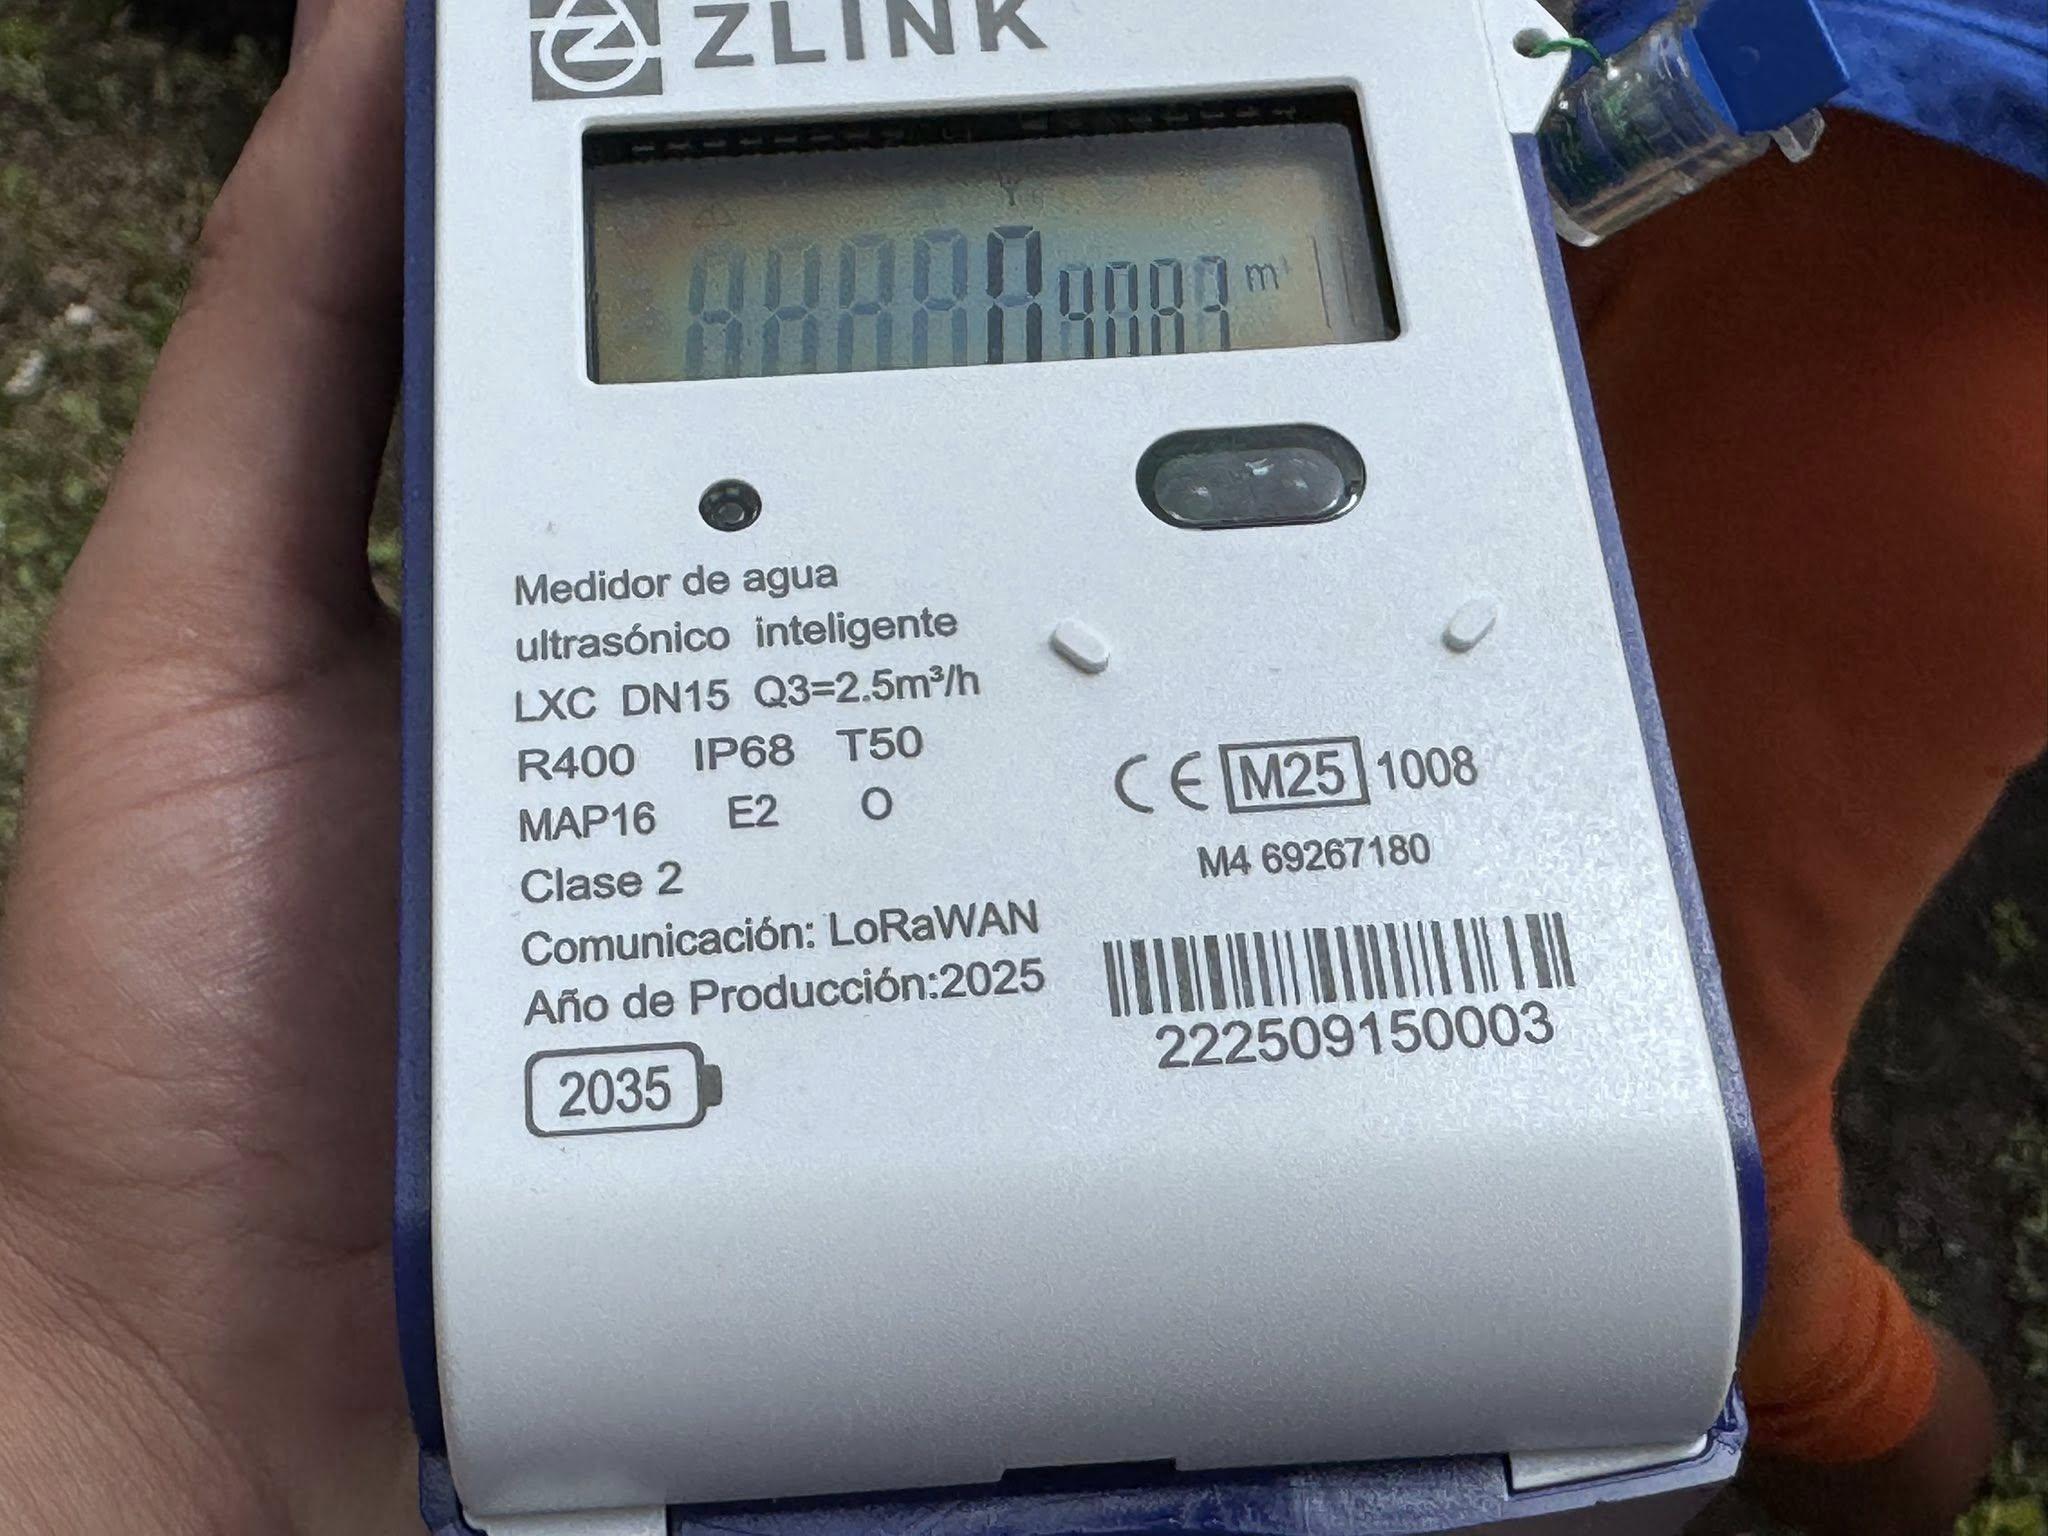 ZLINK
m³
Medidor de agua
ultrasónico inteligente
LXC DN15 Q3=2.5m³/h
R400 IP68 T50
MAP16 E2 O
Clase 2
Comunicación: LoRaWAN
Año de Producción:2025
2035
CE M25 1008
M4 69267180
222509150003